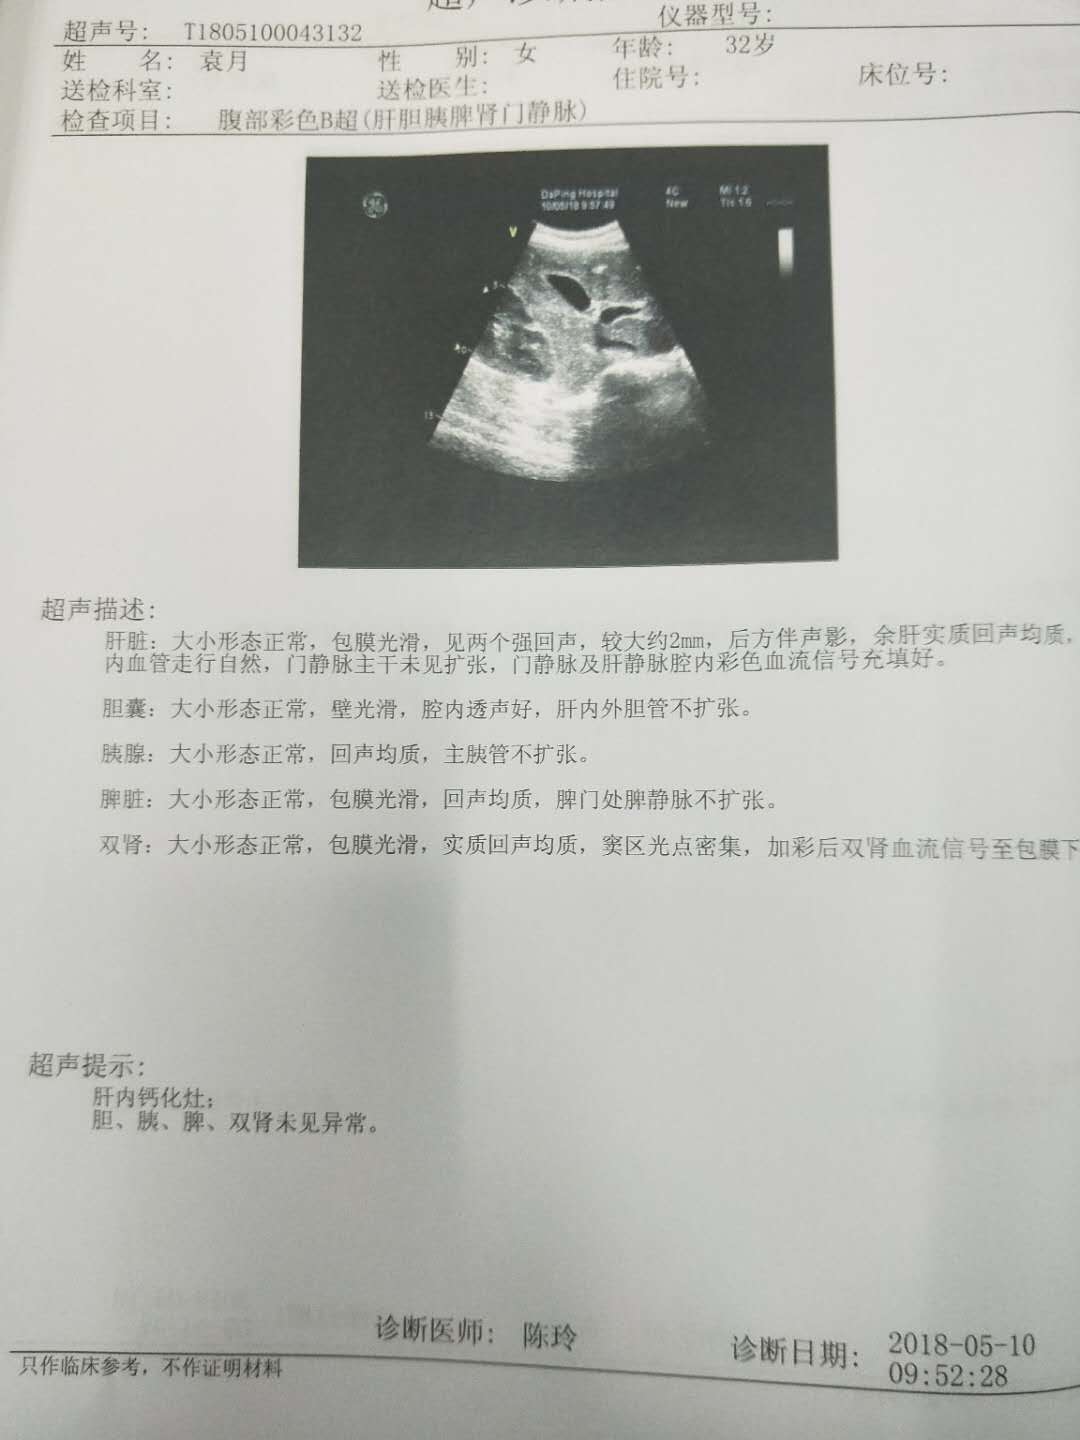 仪器型号:
超声号: T1805100043132
姓 名: 袁月 性 别: 女 年龄: 32岁
送检科室: 送检医生: 住院号: 床位号:
检查项目: 腹部彩色B超(肝胆胰脾肾门静脉)
DaPing Hospital
10/05/18 9:57:49
4C
New
MI 1.2
TIs 1.6
V
5
10
15
超声描述:
肝脏: 大小形态正常, 包膜光滑, 见两个强回声, 较大约2mm, 后方伴声影, 余肝实质回声均质,
内血管走行自然, 门静脉主干未见扩张, 门静脉及肝静脉腔内彩色血流信号充填好。
胆囊: 大小形态正常, 壁光滑, 腔内透声好, 肝内外胆管不扩张。
胰腺: 大小形态正常, 回声均质, 主胰管不扩张。
脾脏: 大小形态正常, 包膜光滑, 回声均质, 脾门处脾静脉不扩张。
双肾: 大小形态正常, 包膜光滑, 实质回声均质, 窦区光点密集, 加彩后双肾血流信号至包膜下
超声提示:
肝内钙化灶;
胆、胰、脾、双肾未见异常。
诊断医师: 陈玲 诊断日期: 2018-05-10
09:52:28
只作临床参考, 不作证明材料